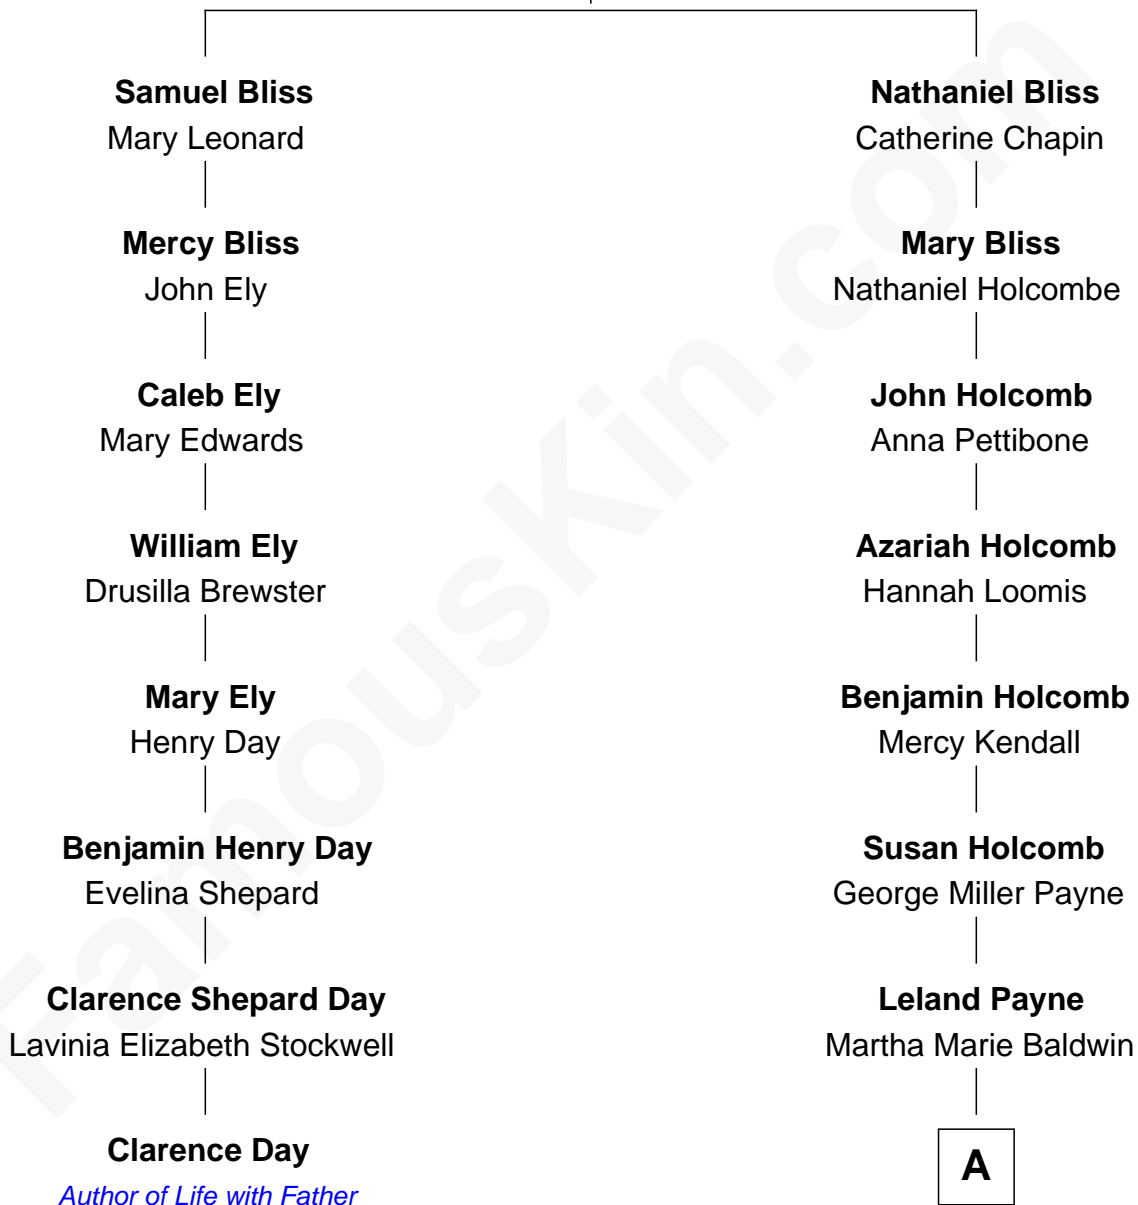 Samuel Bliss
Mary Leonard
Mercy Bliss
John Ely
Caleb Ely
Mary Edwards
William Ely
Drusilla Brewster
Mary Ely
Henry Day
Benjamin Henry Day
Evelina Shepard
Clarence Shepard Day
Lavinia Elizabeth Stockwell
Clarence Day
Author of Life with Father
Nathaniel Bliss
Catherine Chapin
Mary Bliss
Nathaniel Holcombe
John Holcomb
Anna Pettibone
Azariah Holcomb
Hannah Loomis
Benjamin Holcomb
Mercy Kendall
Susan Holcomb
George Miller Payne
Leland Payne
Martha Marie Baldwin
A
FamousKin.com